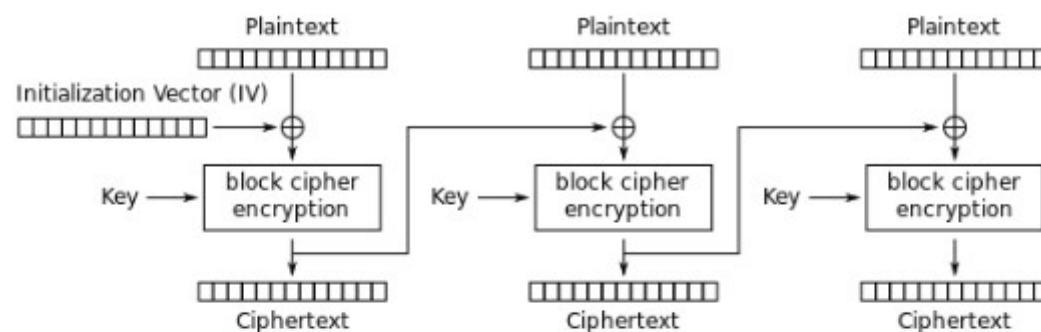 Plaintext
Plaintext
Plaintext
Initialization Vector (IV)
Key
block cipher
encryption
Key
block cipher
encryption
Key
block cipher
encryption
Ciphertext
Ciphertext
Ciphertext